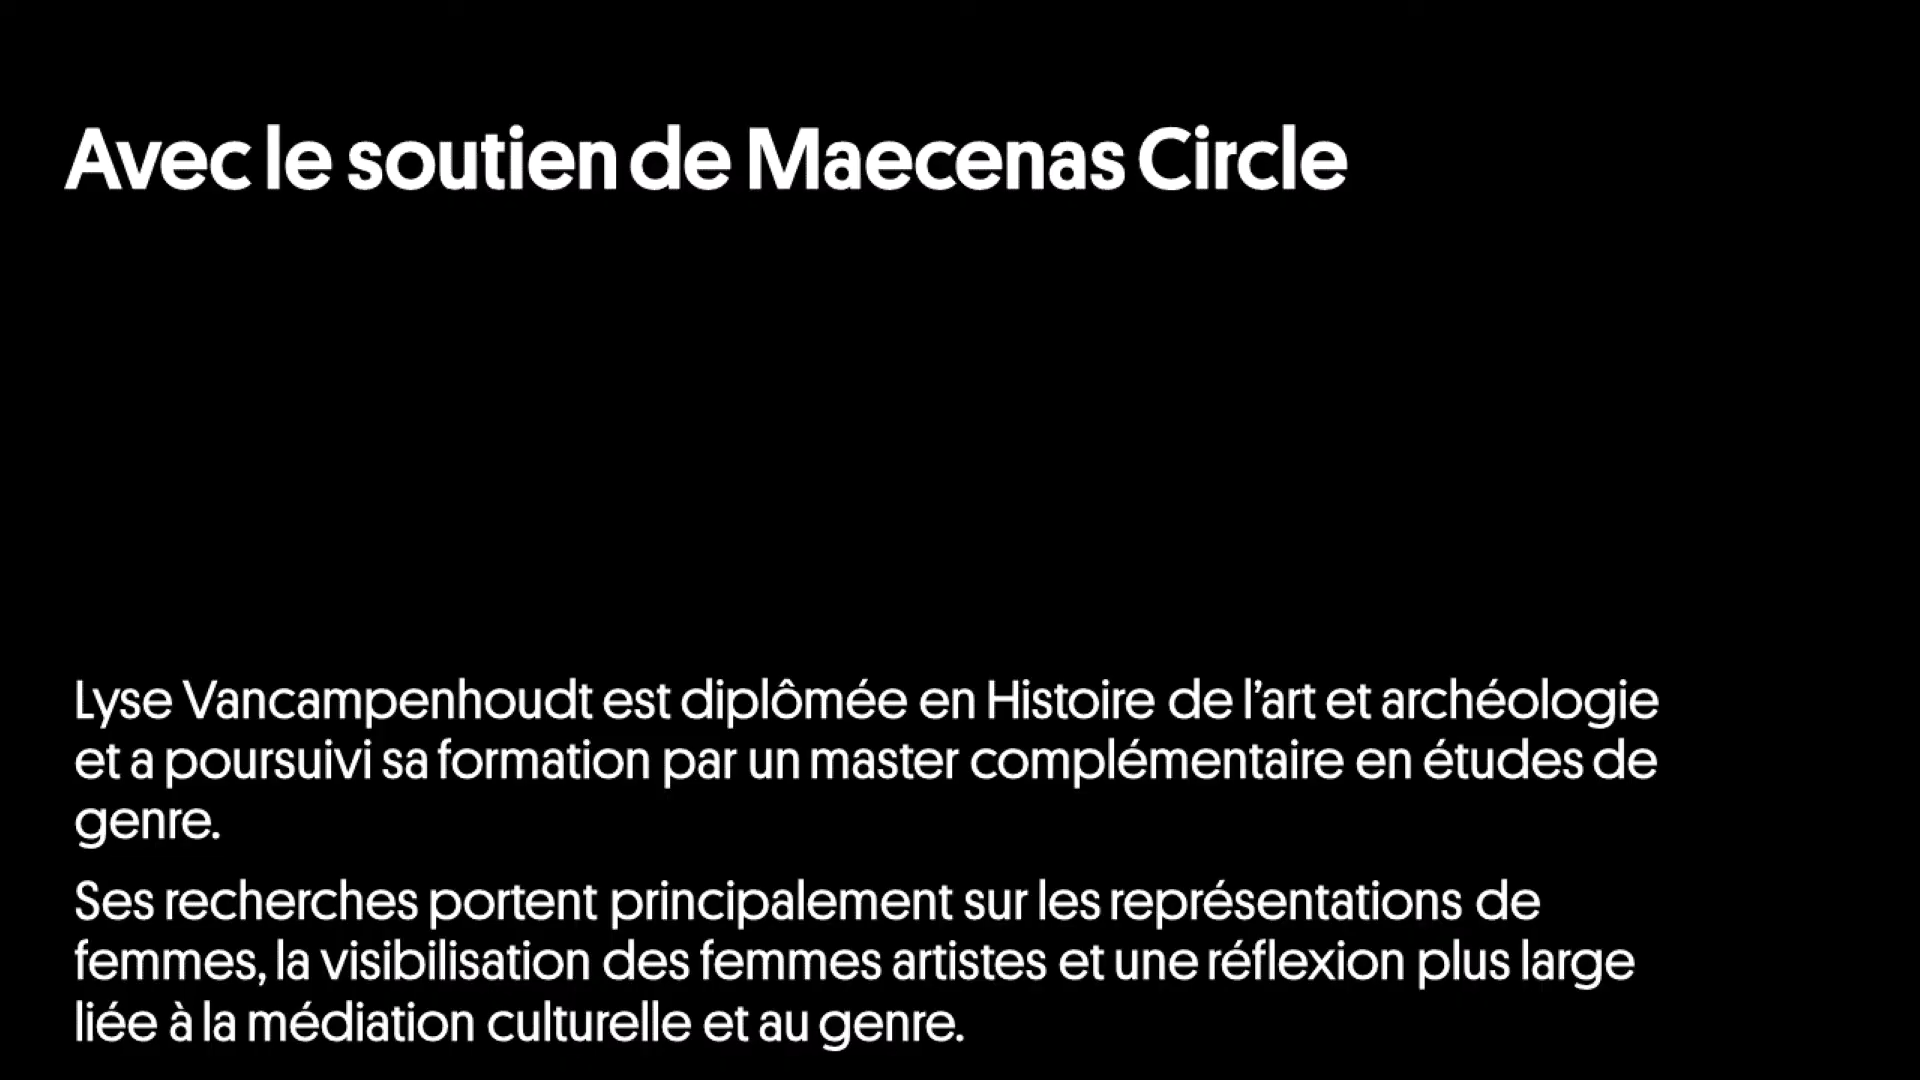 Avec le soutien de Maecenas Circle
Lyse Vancampenhoudt est diplômée en Histoire de l’art et archéologie
et a poursuivi sa formation par un master complémentaire en études de
genre.
Ses recherches portent principalement sur les représentations de
femmes, la visibilisation des femmes artistes et une réflexion plus large
liée à la médiation culturelle et au genre.